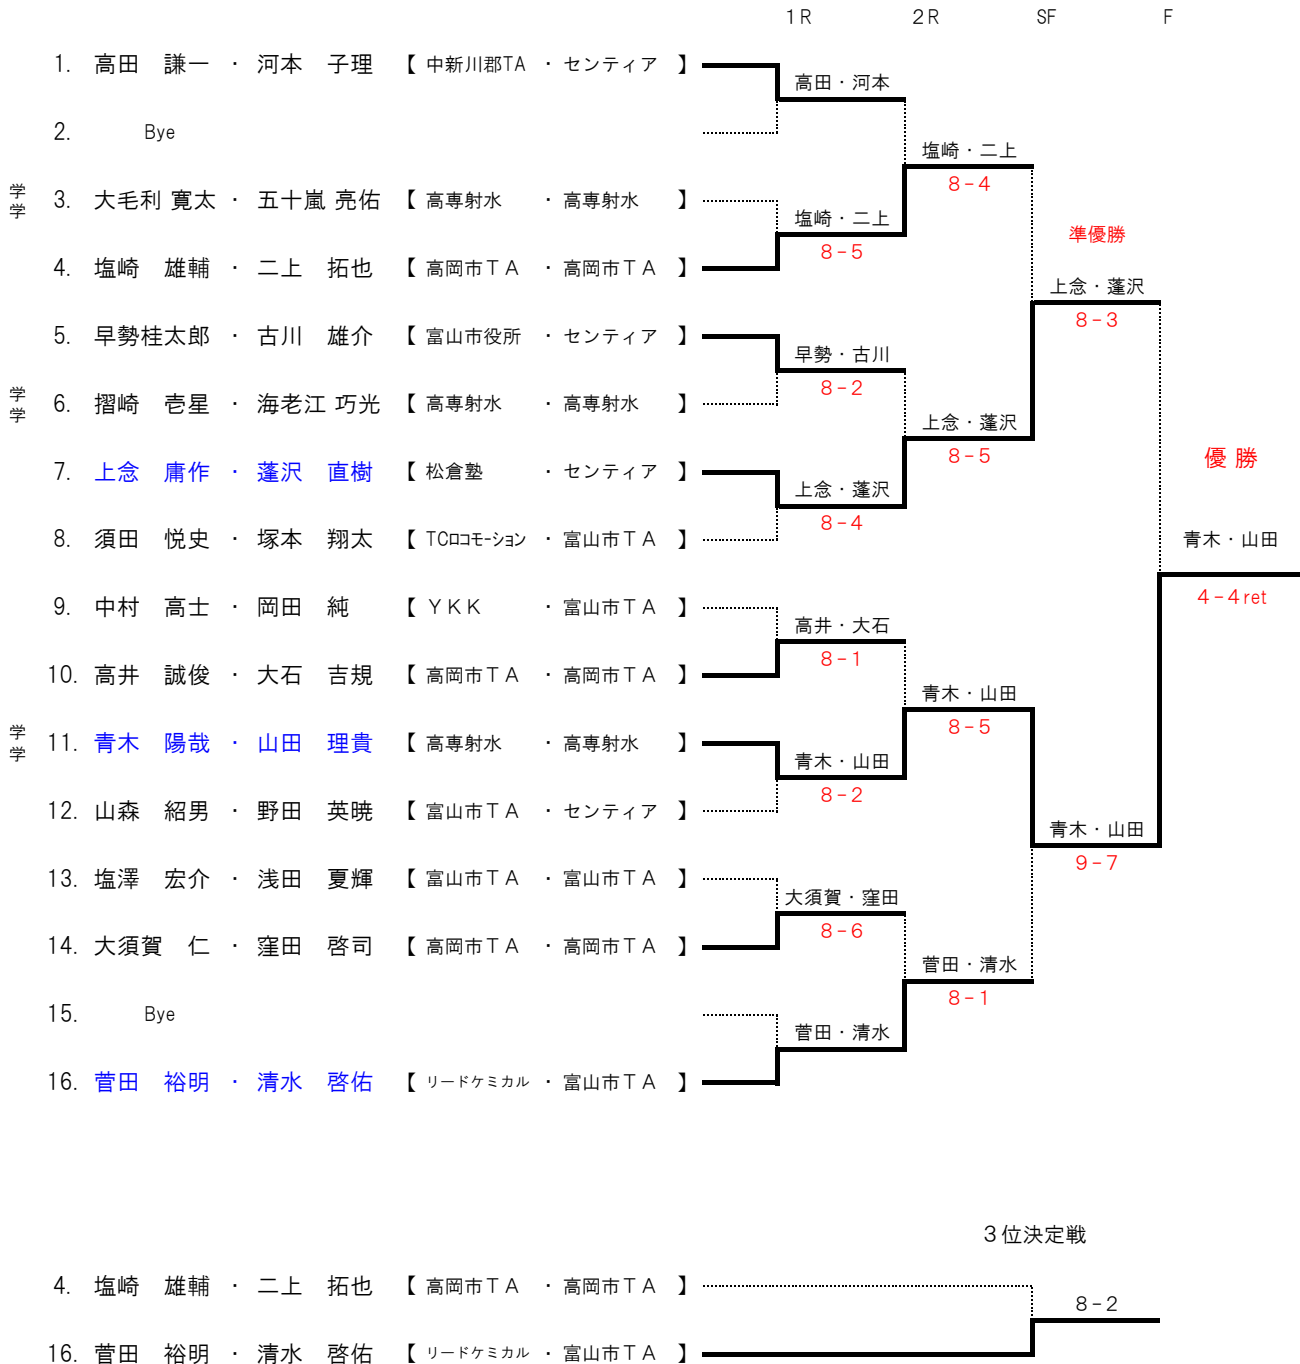 １Ｒ ２Ｒ SF F
1. 高田　謙一 ・ 河本　子理 【 中新川郡TA ・ センティア 】
高田・河本
2. Bye
塩崎・二上
8-4
学学 3. 大毛利 寛太 ・ 五十嵐 亮佑 【 高専射水 ・ 高専射水 】
塩崎・二上
8-5
準優勝
4. 塩崎　雄輔 ・ 二上　拓也 【 高岡市ＴＡ ・ 高岡市ＴＡ 】
上念・蓬沢
8-3
5. 早勢桂太郎 ・ 古川　雄介 【 富山市役所 ・ センティア 】
早勢・古川
8-2
学学 6. 摺崎　壱星 ・ 海老江 巧光 【 高専射水 ・ 高専射水 】
上念・蓬沢
8-5
優 勝
7. 上念　庸作 ・ 蓬沢　直樹 【 松倉塾 ・ センティア 】
上念・蓬沢
8-4
8. 須田　悦史 ・ 塚本　翔太 【 TCﾛｺﾓｰｼｮﾝ ・ 富山市ＴＡ 】
青木・山田
4-4ret
9. 中村　高士 ・ 岡田　純 【 ＹＫＫ ・ 富山市ＴＡ 】
高井・大石
8-1
10. 高井　誠俊 ・ 大石　吉規 【 高岡市ＴＡ ・ 高岡市ＴＡ 】
青木・山田
8-5
学学 11. 青木　陽哉 ・ 山田　理貴 【 高専射水 ・ 高専射水 】
青木・山田
8-2
12. 山森　紹男 ・ 野田　英暁 【 富山市ＴＡ ・ センティア 】
青木・山田
9-7
13. 塩澤　宏介 ・ 浅田　夏輝 【 富山市ＴＡ ・ 富山市ＴＡ 】
大須賀・窪田
8-6
14. 大須賀　仁 ・ 窪田　啓司 【 高岡市ＴＡ ・ 高岡市ＴＡ 】
菅田・清水
8-1
15. Bye
菅田・清水
16. 菅田　裕明 ・ 清水　啓佑 【 リードケミカル ・ 富山市ＴＡ 】
３位決定戦
4. 塩崎　雄輔 ・ 二上　拓也 【 高岡市ＴＡ ・ 高岡市ＴＡ 】
8-2
16. 菅田　裕明 ・ 清水　啓佑 【 リードケミカル ・ 富山市ＴＡ 】